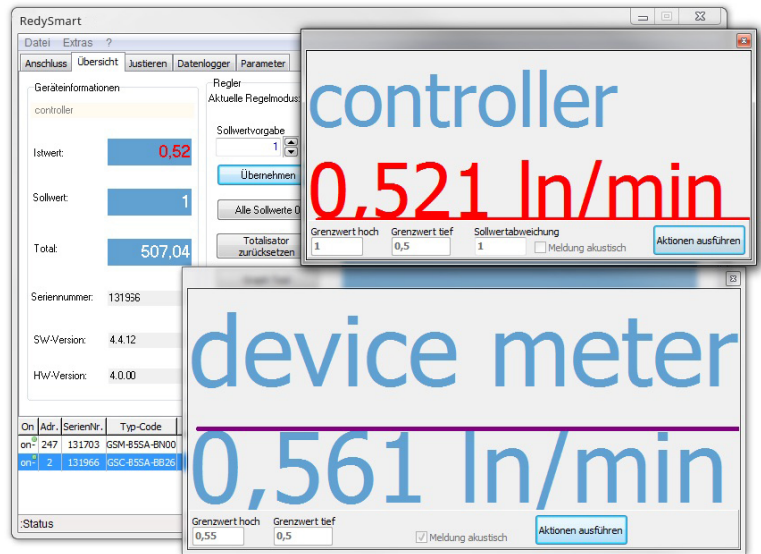 RedySmart
Datei Extras ?
Anschluss Übersicht Justieren Datenlogger Parameter
Geräteinformationen
controller
Istwert: 0,52
Sollwert: 1
Total: 507,04
Seriennummer: 131966
SW-Version: 4.4.12
HW-Version: 4.0.00
Regler
Aktuelle Regelmodus:
Sollwertvorgabe
1
Übernehmen
Alle Sollwerte 0
Totalisator
zurücksetzen
controller
0,521 ln/min
Grenzwert hoch Grenzwert tief Sollwertabweichung
1 0,5 1 Meldung akustisch Aktionen ausführen
device meter
0,561 ln/min
Grenzwert hoch Grenzwert tief
0,55 0,5 Meldung akustisch Aktionen ausführen
On Adr. SerienNr. Typ-Code
on- 247 131703 GSM-B5SA-BN00
on- 2 131966 GSC-B5SA-BB26
:Status